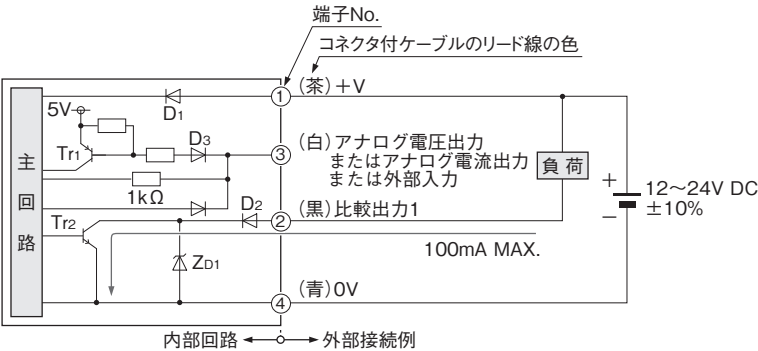 端子No.
コネクタ付ケーブルのリード線の色
① (茶)+V
D1
5V
D3
Tr1
③ (白)アナログ電圧出力
またはアナログ電流出力
または外部入力
主回路
1kΩ
負荷
+
12～24V DC
−
±10%
D2
② (黒)比較出力1
Tr2
100mA MAX.
ZD1
④ (青)0V
内部回路
外部接続例